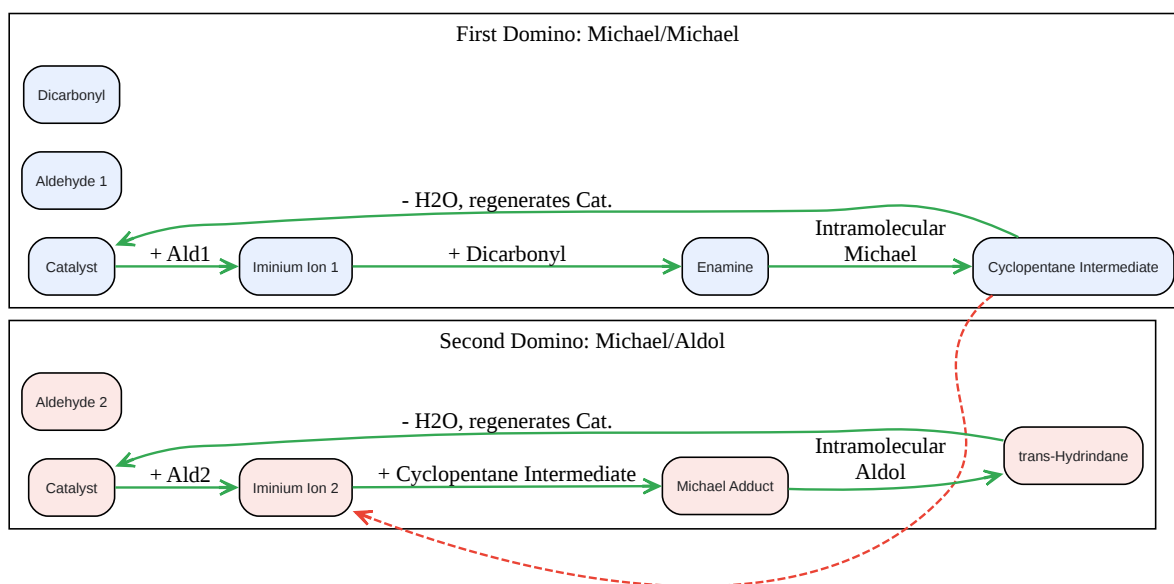 First Domino: Michael/Michael
Dicarbonyl
Aldehyde 1
- H2O, regenerates Cat.
Catalyst
+ Ald1
Iminium Ion 1
+ Dicarbonyl
Enamine
Intramolecular
Michael
Cyclopentane Intermediate
Second Domino: Michael/Aldol
Aldehyde 2
- H2O, regenerates Cat.
Catalyst
+ Ald2
Iminium Ion 2
+ Cyclopentane Intermediate
Michael Adduct
Intramolecular
Aldol
trans-Hydrindane